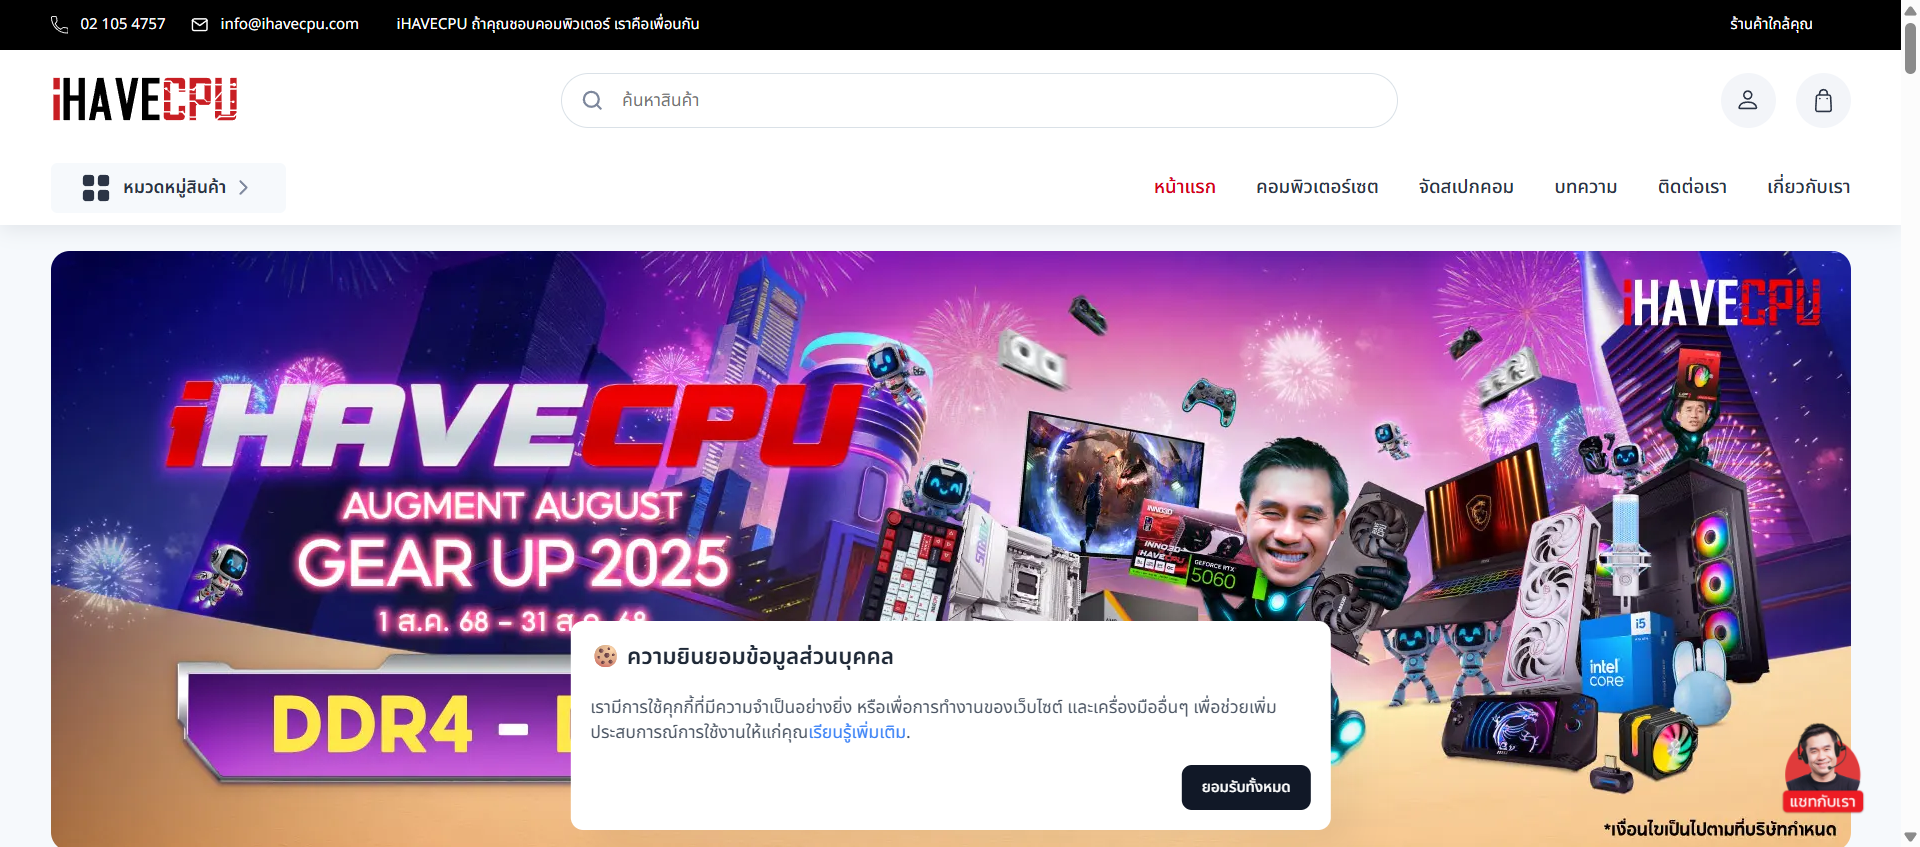 02 105 4757
info@ihavecpu.com
iHAVECPU ถ้าคุณชอบคอมพิวเตอร์ เราคือเพื่อนกัน
ร้านค้าใกล้คุณ
iHAVECPU
ค้นหาสินค้า
หมวดหมู่สินค้า
หน้าแรก
คอมพิวเตอร์เซต
จัดสเปกคอม
บทความ
ติดต่อเรา
เกี่ยวกับเรา
iHAVECPU
iHAVECPU
AUGMENT AUGUST
GEAR UP 2025
1 ส.ค. 68 – 31 ส.ค. 68
DDR4 -
INNO3D
INNO3D
iHAVECPU
GEFORCE RTX
5060
i5
intel
CORE
ความยินยอมข้อมูลส่วนบุคคล
เรามีการใช้คุกกี้ที่มีความจำเป็นอย่างยิ่ง หรือเพื่อการทำงานของเว็บไซต์ และเครื่องมืออื่นๆ เพื่อช่วยเพิ่ม
ประสบการณ์การใช้งานให้แก่คุณเรียนรู้เพิ่มเติม.
ยอมรับทั้งหมด
แชทกับเรา
*เงื่อนไขเป็นไปตามที่บริษัทกำหนด